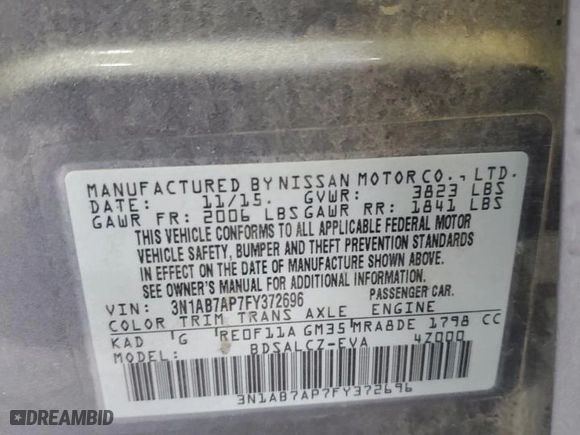 MANUFACTURED BY NISSAN MOTOR CO., LTD.
DATE: 11/15. GVWR: 3823 LBS
GAWR FR: 2006 LBS GAWR RR: 1841 LBS
THIS VEHICLE CONFORMS TO ALL APPLICABLE FEDERAL MOTOR
VEHICLE SAFETY, BUMPER AND THEFT PREVENTION STANDARDS
IN EFFECT ON THE DATE OF MANUFACTURE SHOWN ABOVE.
SEE OWNER'S MANUAL FOR ADDITIONAL INFORMATION.
VIN: 3N1AB7AP7FY372696 PASSENGER CAR.
COLOR TRIM TRANS AXLE ENGINE
KAD G RE0F11A GM35 MRA8DE 1798 CC
MODEL: BDSALCZ-EVA 4Z000
3N1AB7AP7FY372696
DREAMBID